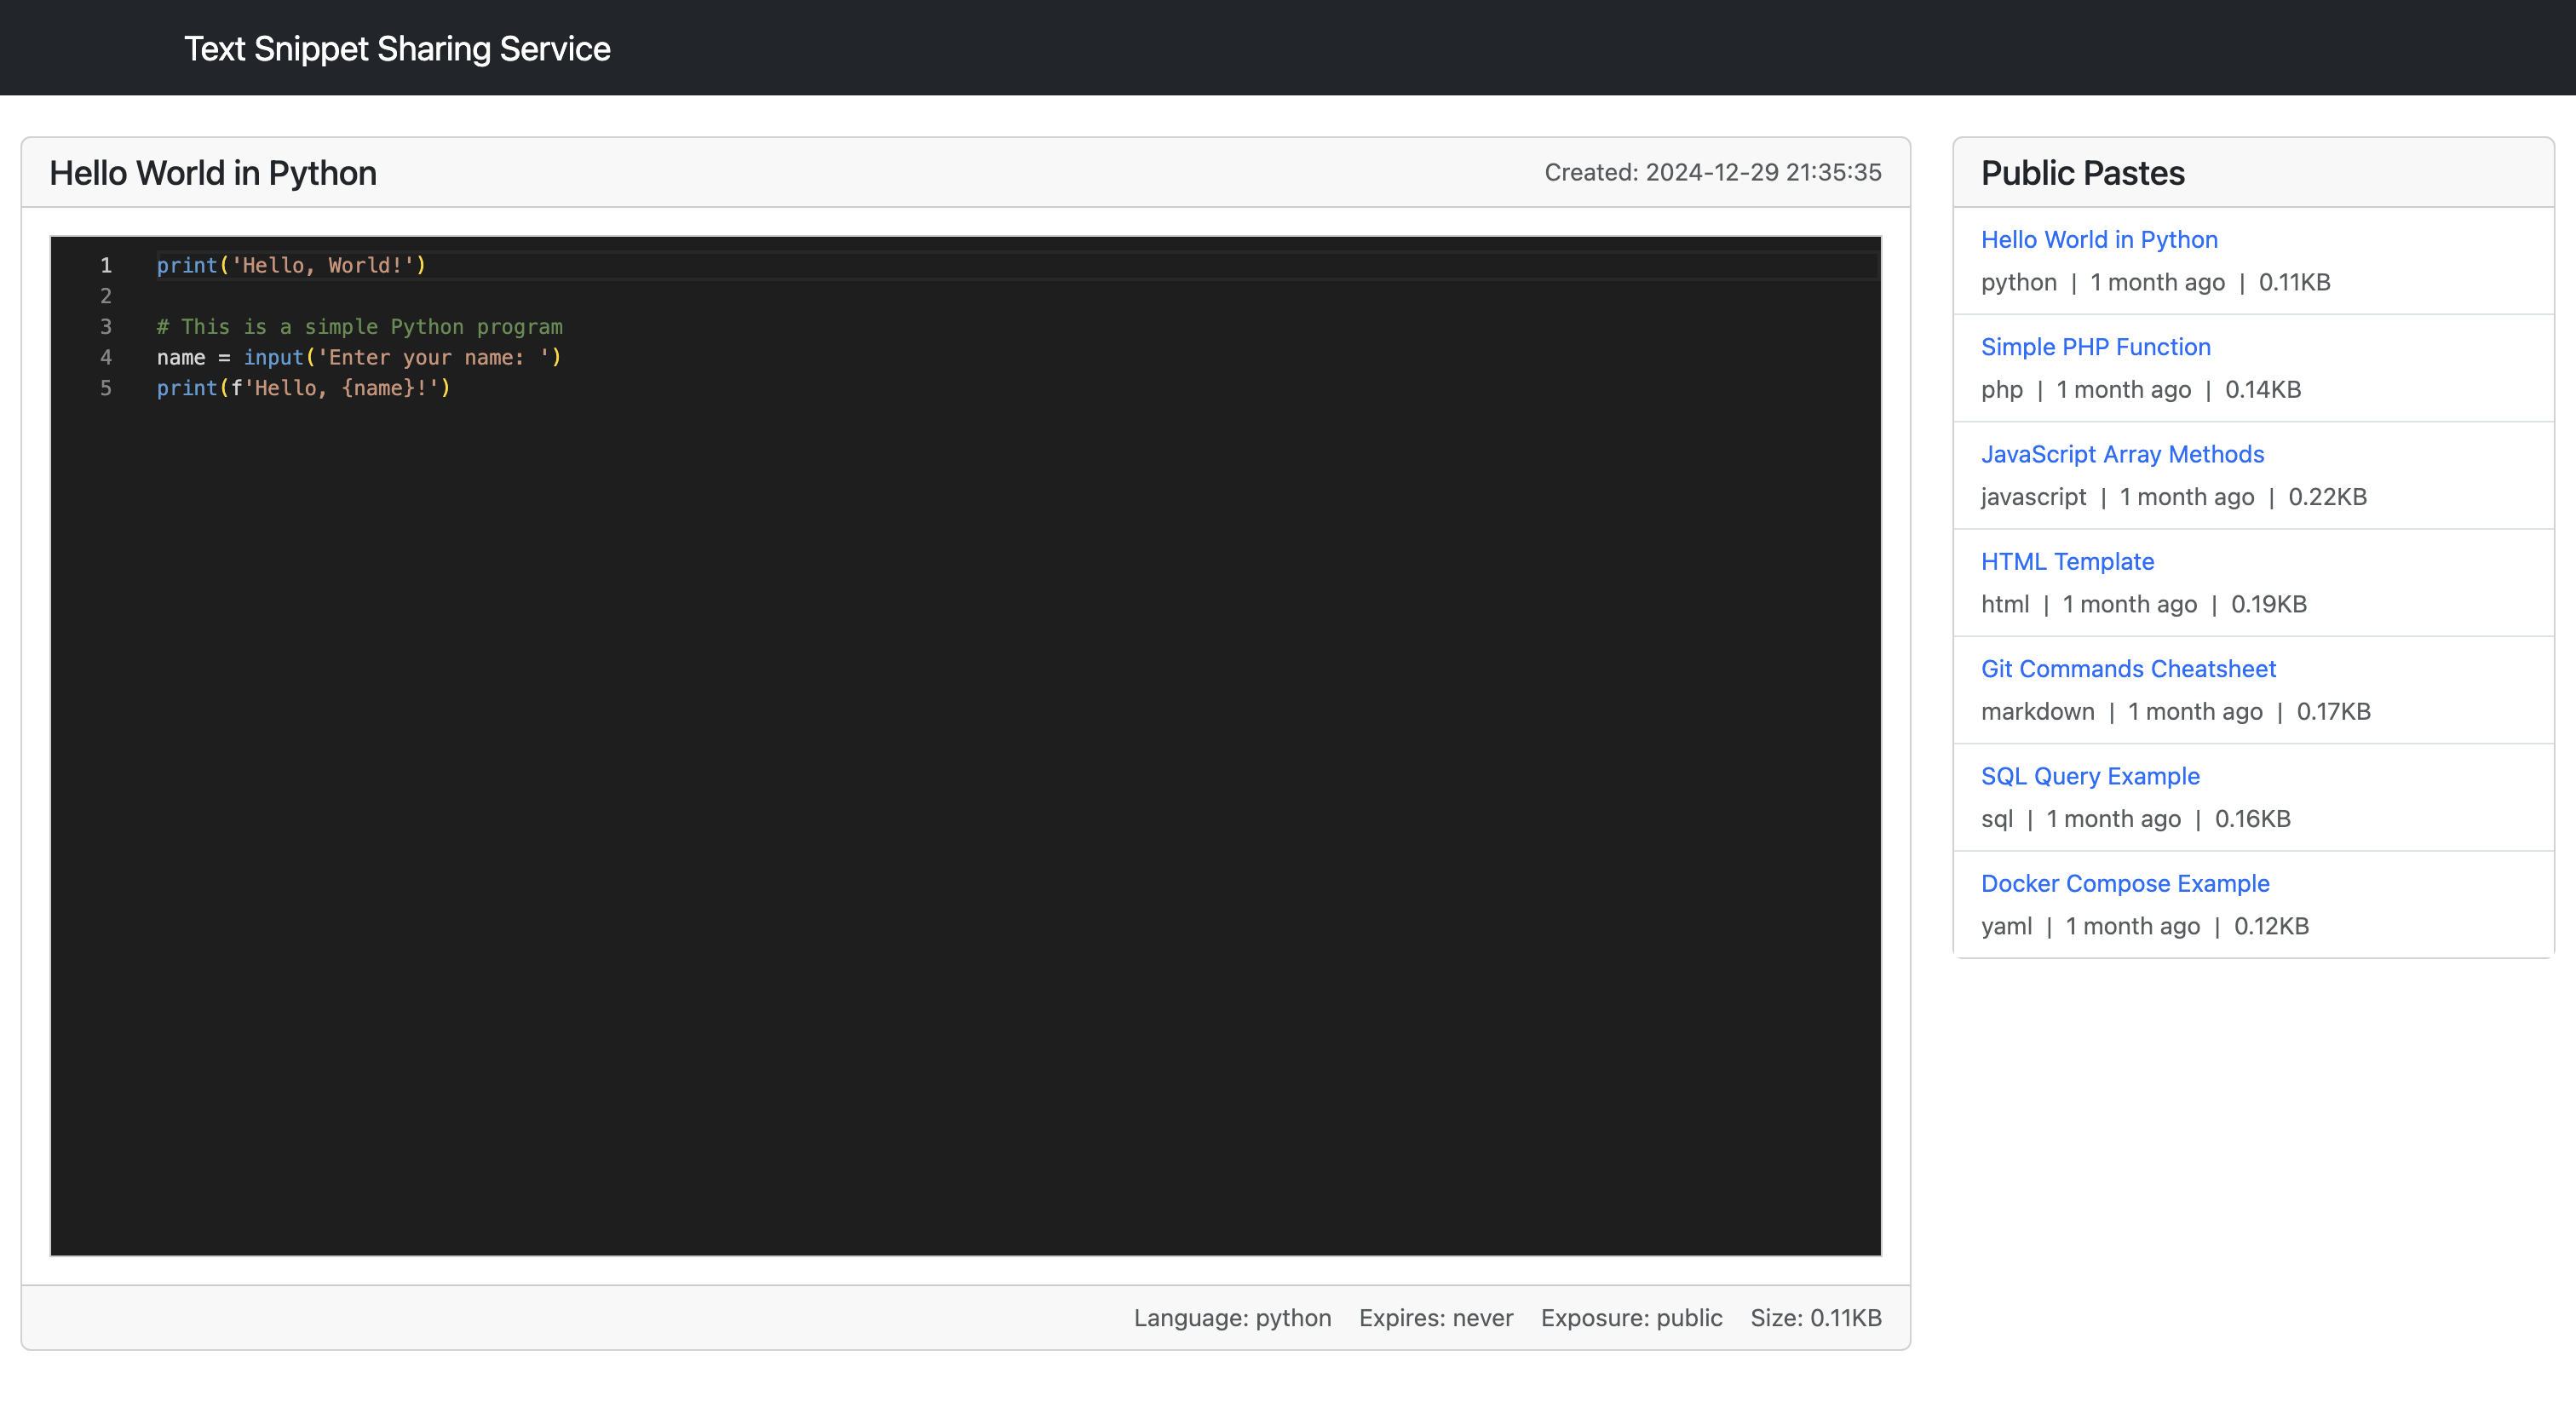 Text Snippet Sharing Service
Hello World in Python
Created: 2024-12-29 21:35:35
1 print('Hello, World!')
2
3 # This is a simple Python program
4 name = input('Enter your name: ')
5 print(f'Hello, {name}!')
Language: python Expires: never Exposure: public Size: 0.11KB
Public Pastes
Hello World in Python
python | 1 month ago | 0.11KB
Simple PHP Function
php | 1 month ago | 0.14KB
JavaScript Array Methods
javascript | 1 month ago | 0.22KB
HTML Template
html | 1 month ago | 0.19KB
Git Commands Cheatsheet
markdown | 1 month ago | 0.17KB
SQL Query Example
sql | 1 month ago | 0.16KB
Docker Compose Example
yaml | 1 month ago | 0.12KB